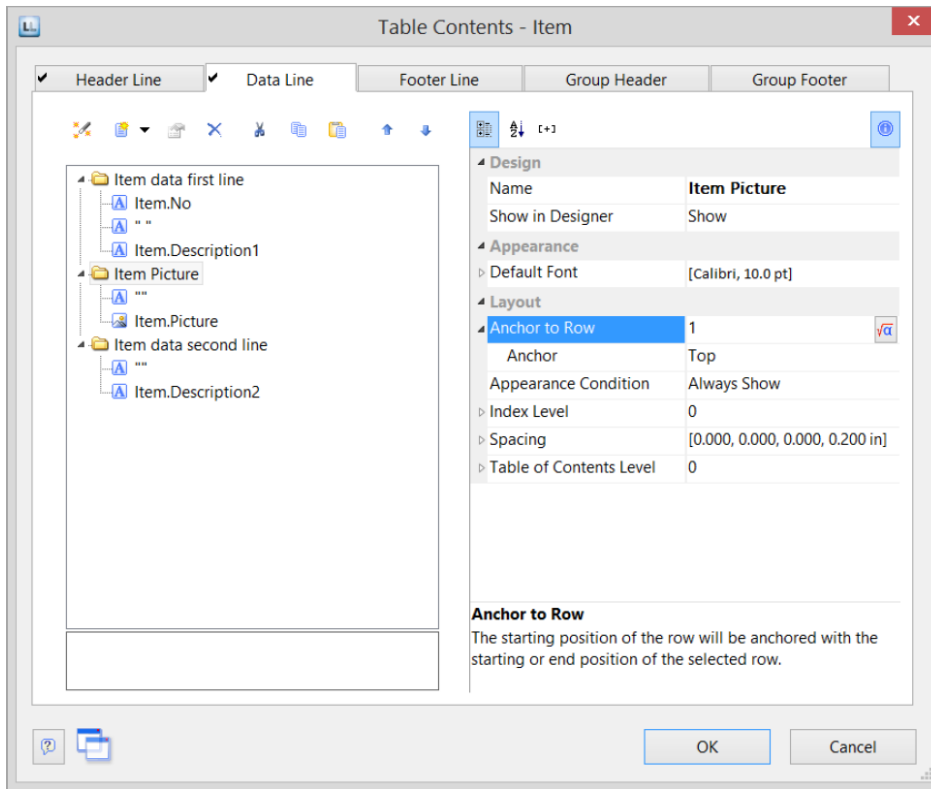 LL
Table Contents - Item
Header Line
Data Line
Footer Line
Group Header
Group Footer
Item data first line
A Item.No
A " "
A Item.Description1
Item Picture
A ""
Item.Picture
Item data second line
A ""
A Item.Description2
A Z [+]
Design
Name Item Picture
Show in Designer Show
Appearance
Default Font [Calibri, 10.0 pt]
Layout
Anchor to Row 1 √α
Anchor Top
Appearance Condition Always Show
Index Level 0
Spacing [0.000, 0.000, 0.000, 0.200 in]
Table of Contents Level 0
Anchor to Row
The starting position of the row will be anchored with the
starting or end position of the selected row.
?
OK
Cancel